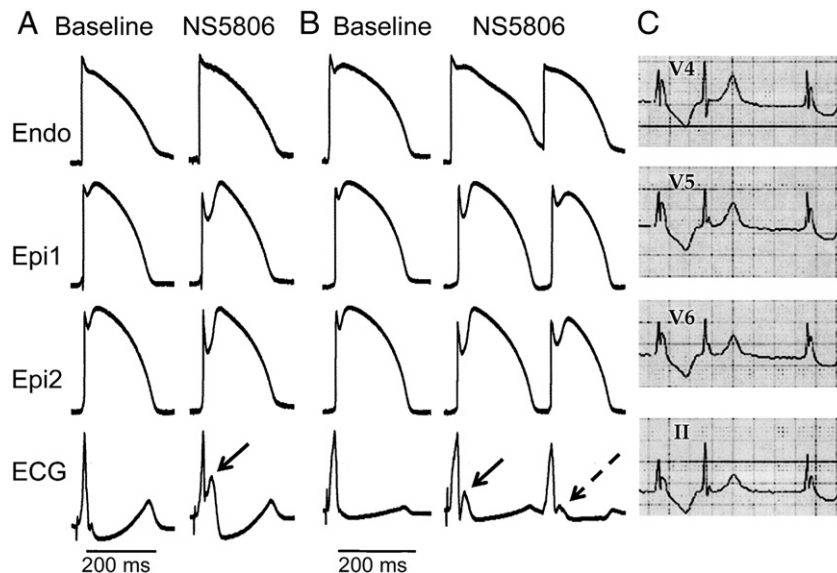 A Baseline NS5806 B Baseline NS5806 C
Endo
Epi1
Epi2
ECG
200 ms 200 ms
V4
V5
V6
II